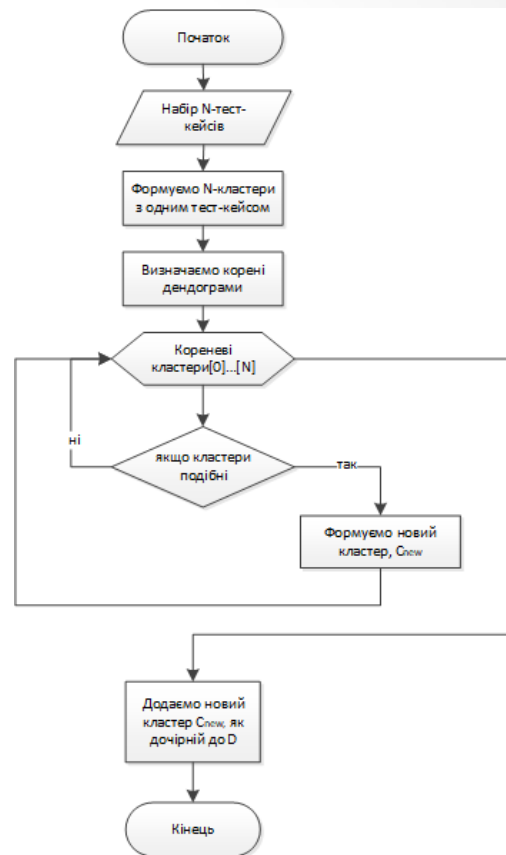 Початок
Набір N-тест-
кейсів
Формуємо N-кластери
з одним тест-кейсом
Визначаємо корені
дендограми
Кореневі
кластери[0]...[N]
ні
якщо кластери
подібні
так
Формуємо новий
кластер, Cnew
Додаємо новий
кластер Cnew, як
дочірній до D
Кінець